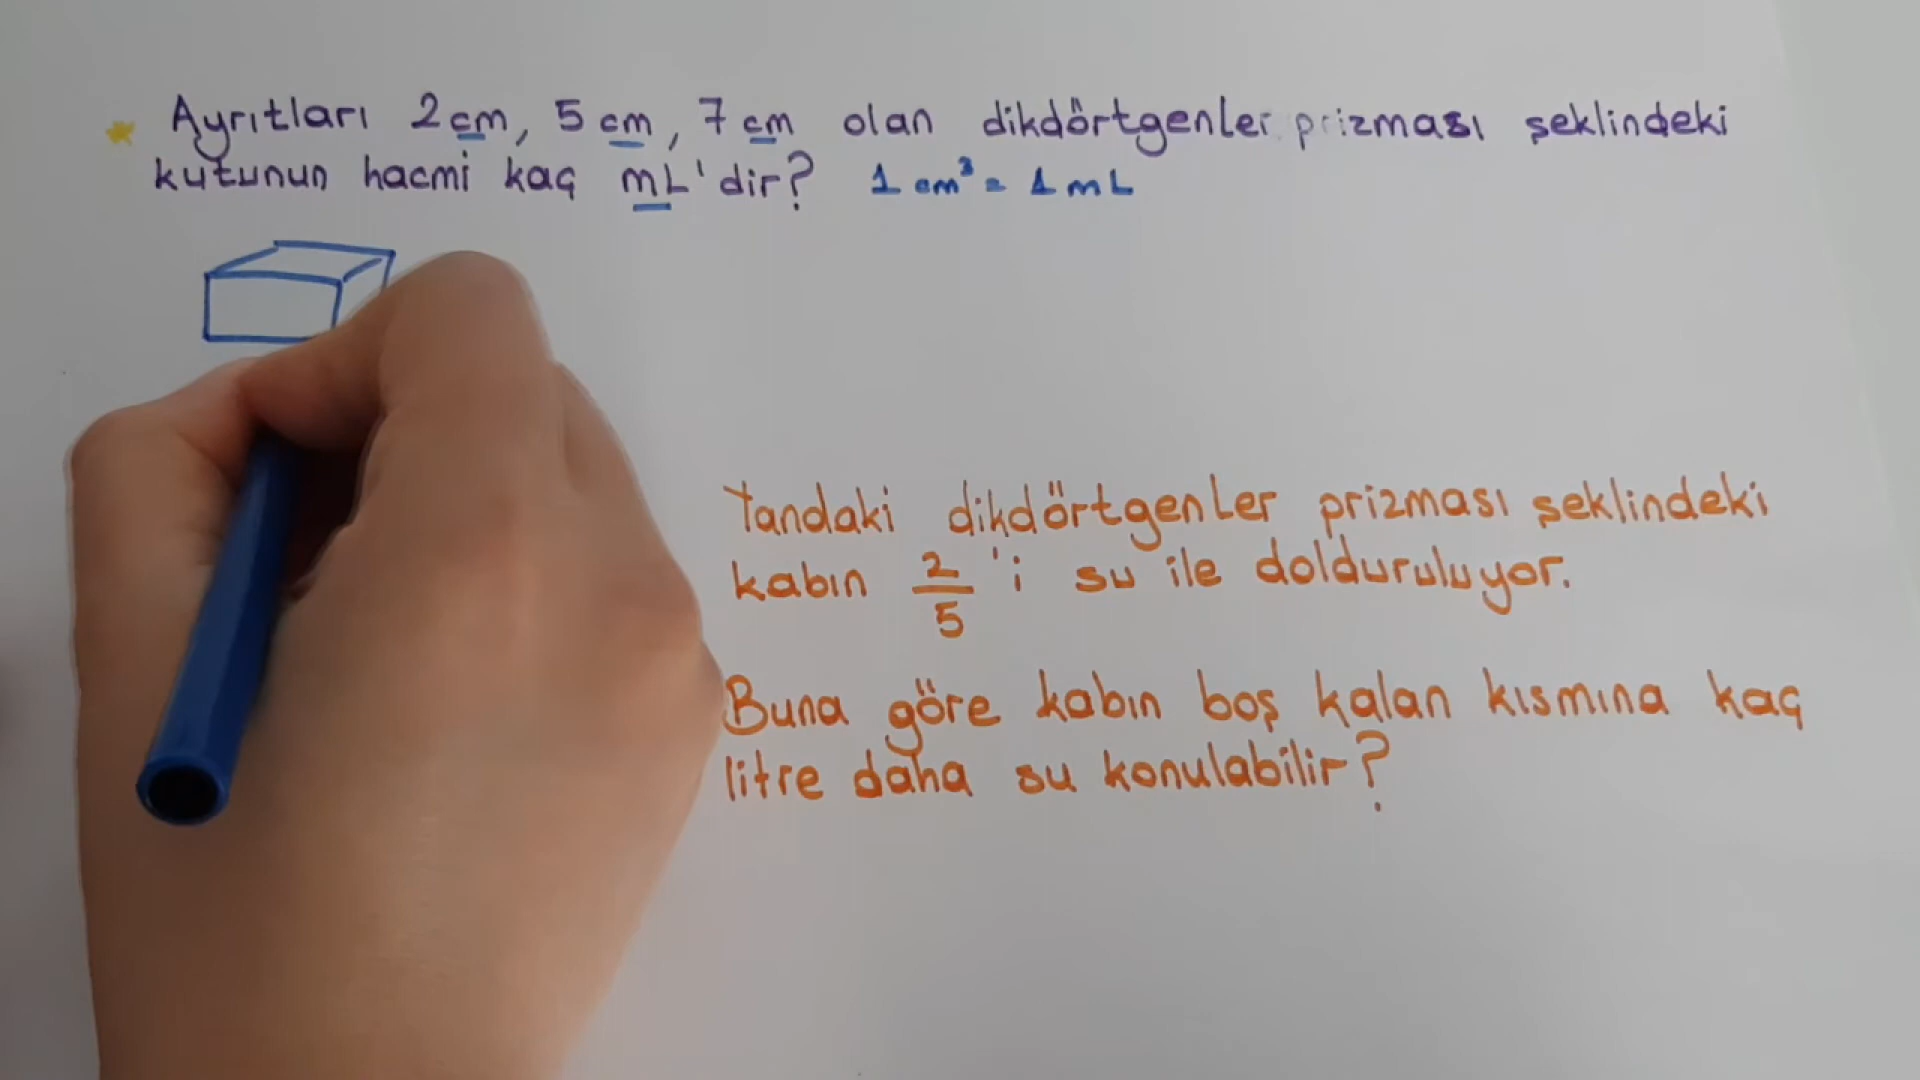 Ayrıtları 2cm, 5 cm, 7 cm olan dikdörtgenler prizması şeklindeki
kutunun hacmi kaç mL'dir? 1 cm³ = 1 mL
Yandaki dikdörtgenler prizması şeklindeki
kabın 2/5 'i su ile dolduruluyor.
Buna göre kabın boş kalan kısmına kaç
litre daha su konulabilir?